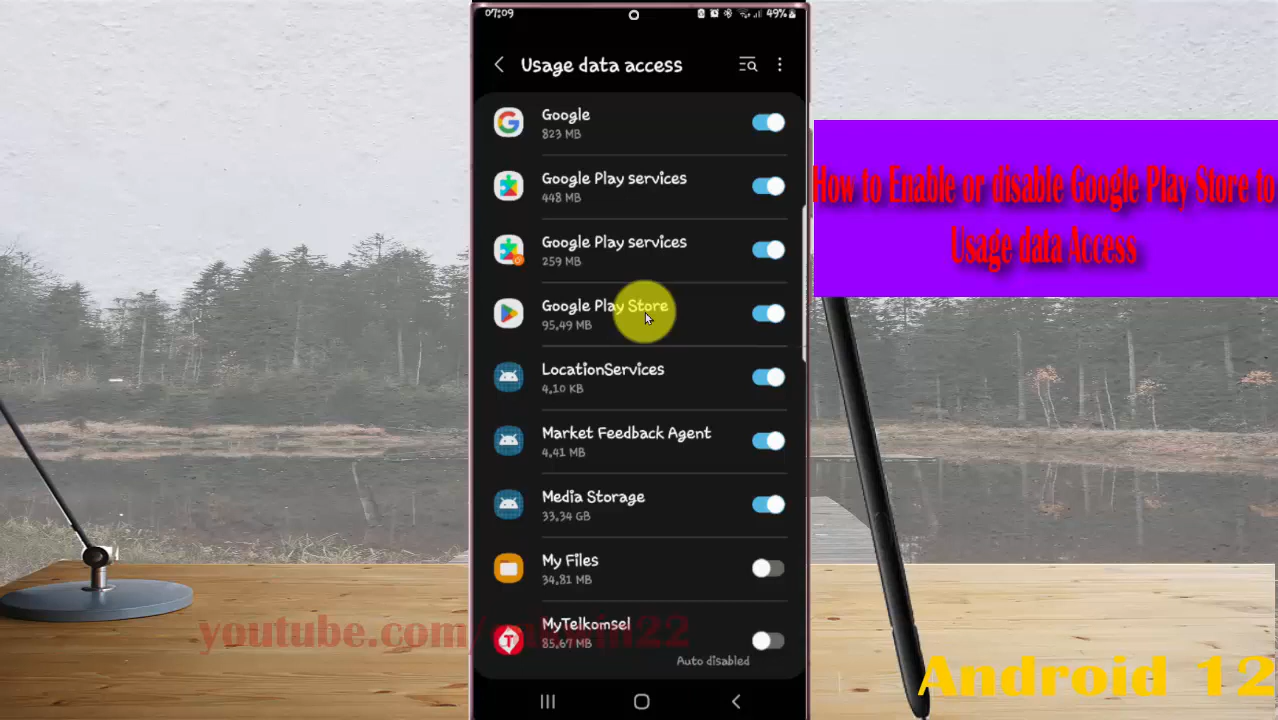 07:09
49%
Usage data access
Google
823 MB
Google Play services
448 MB
Google Play services
259 MB
Google Play Store
95,49 MB
LocationServices
4,10 KB
Market Feedback Agent
4,41 MB
Media Storage
33,34 GB
My Files
34,81 MB
MyTelkomsel
85,67 MB
Auto disabled
How to Enable or disable Google Play Store to
Usage data Access
youtube.com/
Android 12